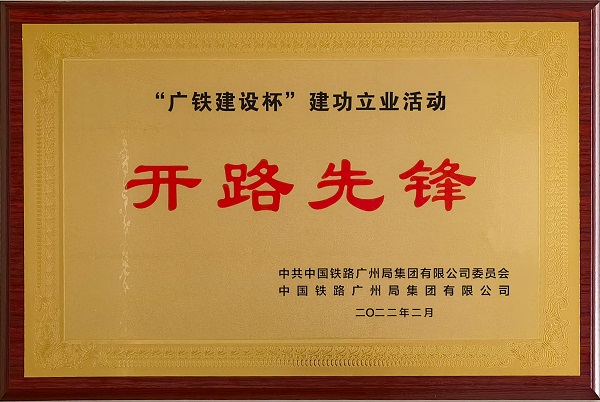 “广铁建设杯”建功立业活动
开路先锋
中共中国铁路广州局集团有限公司委员会
中国铁路广州局集团有限公司
二〇二二年二月